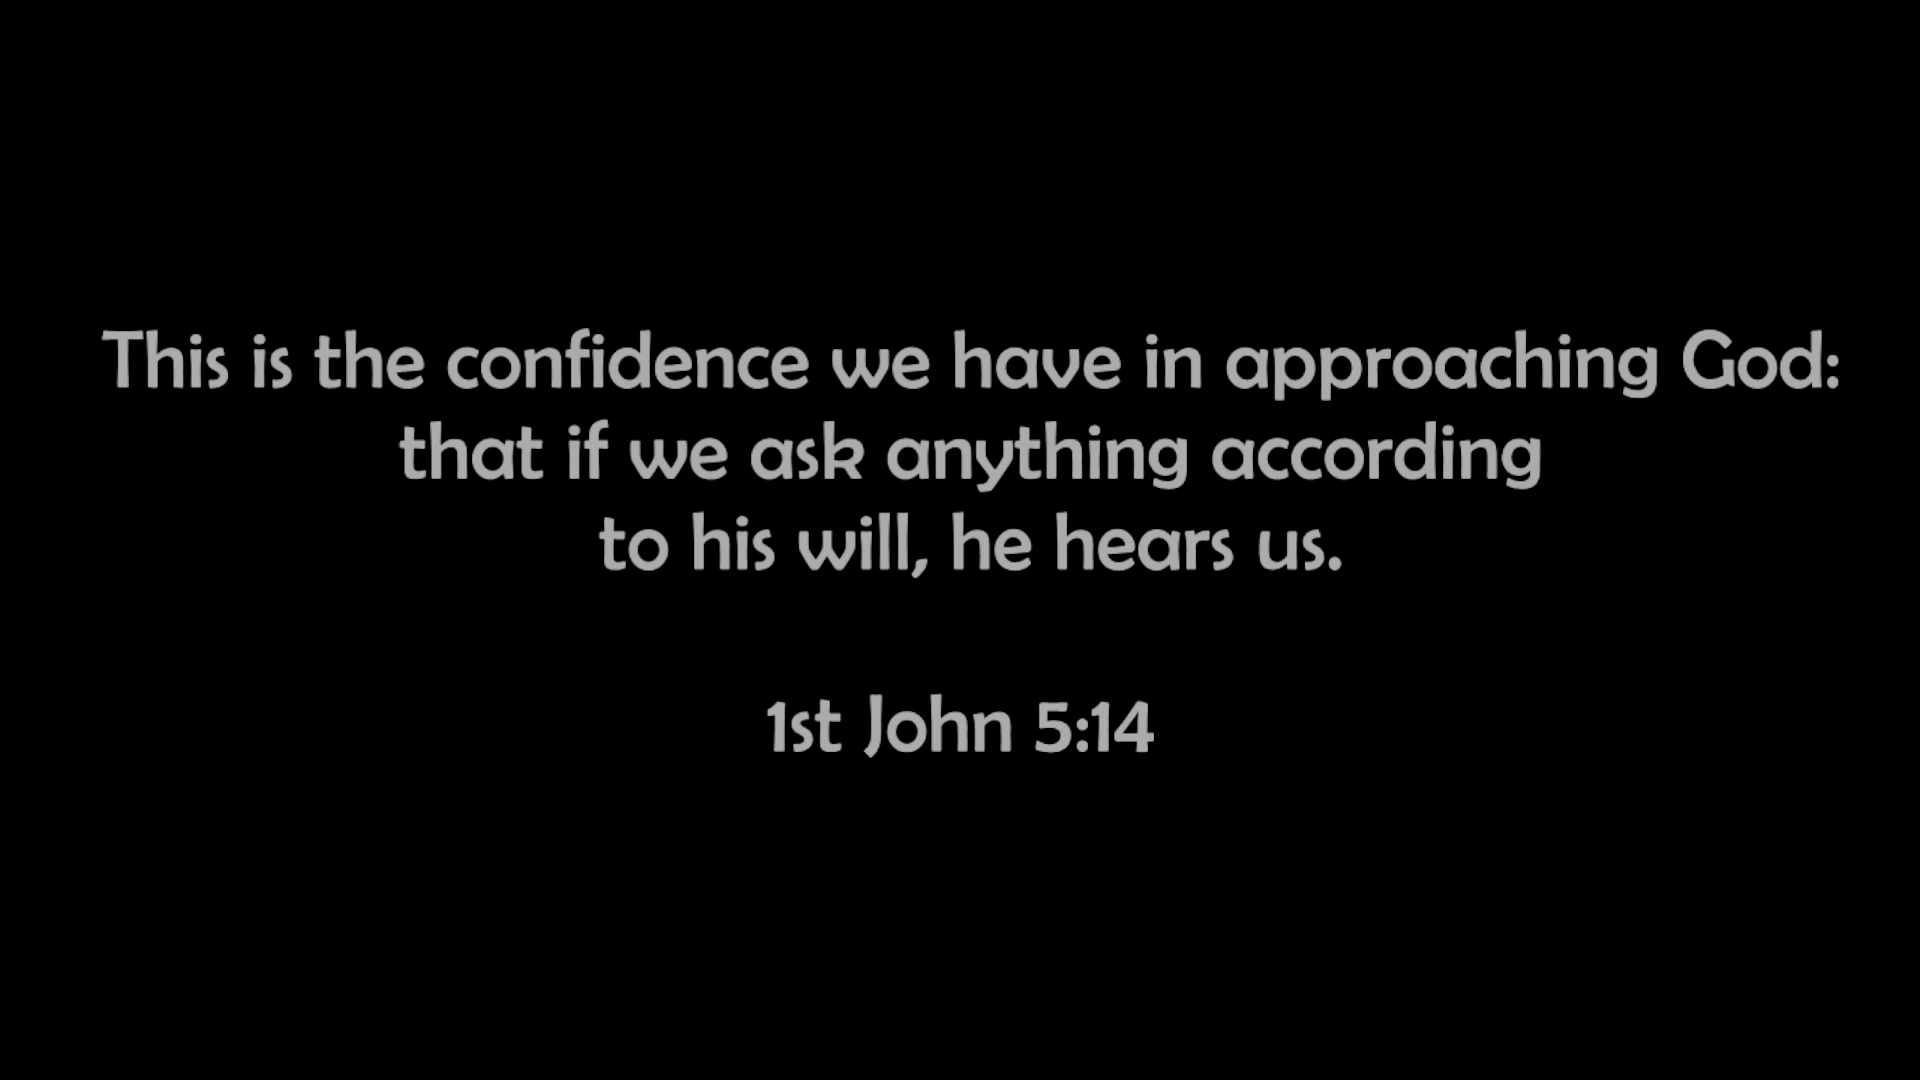 This is the confidence we have in approaching God:
that if we ask anything according
to his will, he hears us.
1st John 5:14